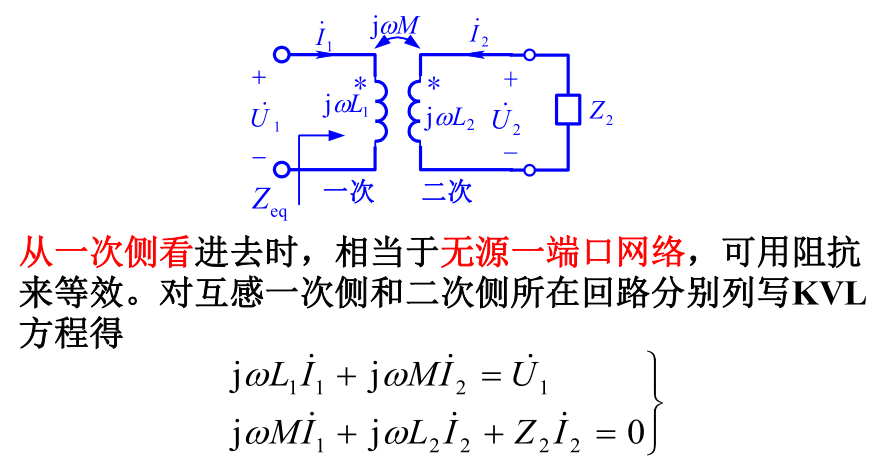 jωM
İ₁ İ₂
+ * * +
U̇₁ jωL₁ jωL₂ U̇₂ Z₂
− −
Zeq 一次 二次
从一次侧看进去时，相当于无源一端口网络，可用阻抗
来等效。对互感一次侧和二次侧所在回路分别列写KVL
方程得
jωL₁İ₁ + jωMİ₂ = U̇₁
jωMİ₁ + jωL₂İ₂ + Z₂İ₂ = 0